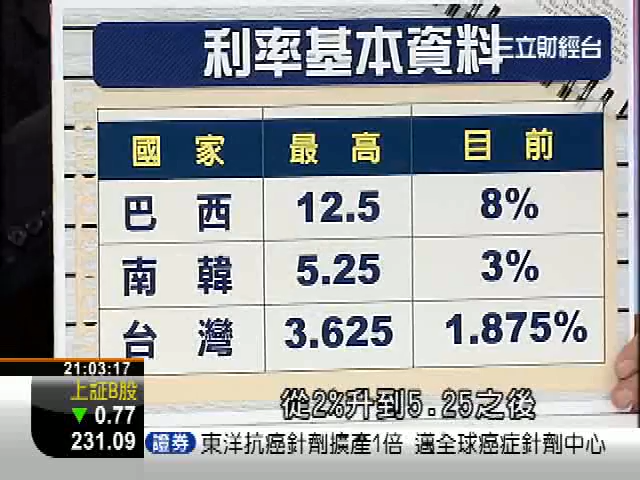 利率基本資料
三立財經台
國家 最高 目前
巴西 12.5 8%
南韓 5.25 3%
台灣 3.625 1.875%
21:03:17
上証B股
▼ 0.77
231.09
從2%升到5.25之後
證券 東洋抗癌針劑擴產1倍 邁全球癌症針劑中心